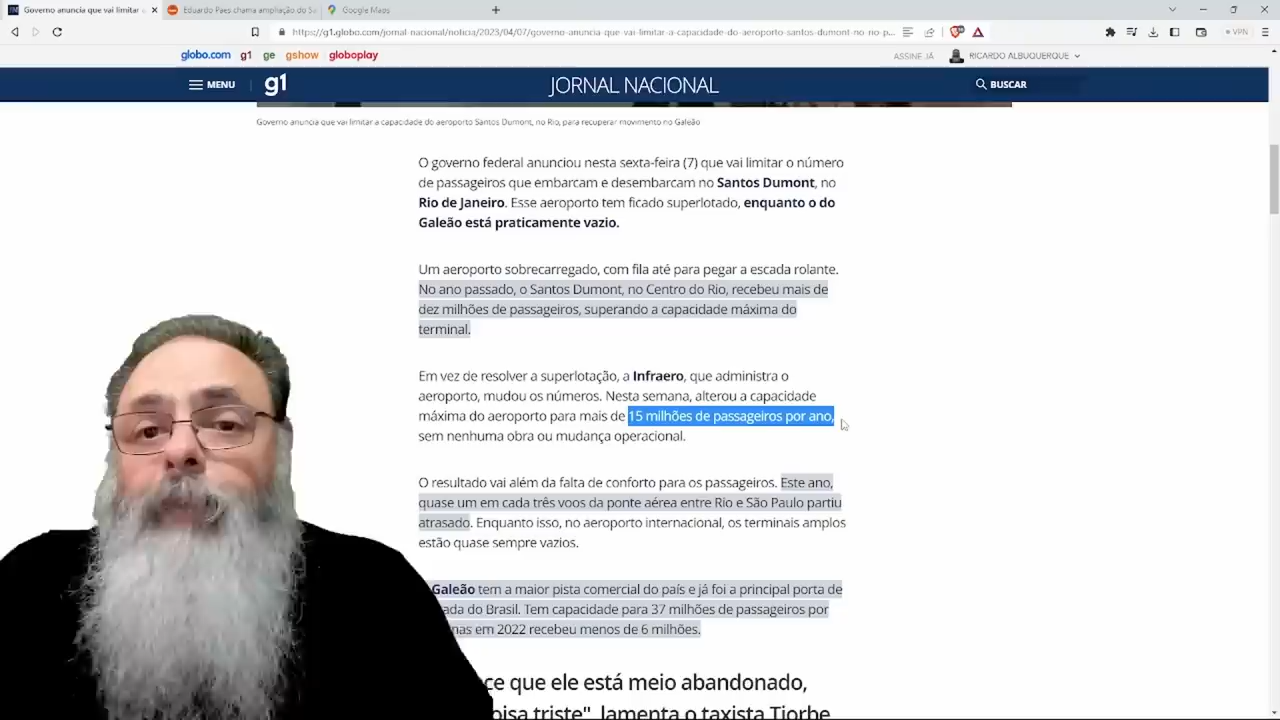 Governo anuncia que vai limitar
Eduardo Paes chama ampliação do Sa
Google Maps
https://g1.globo.com/jornal-nacional/noticia/2023/04/07/governo-anuncia-que-vai-limitar-a-capacidade-do-aeroporto-santos-dumont-no-rio-p...
VPN
globo.com g1 ge gshow globoplay
ASSINE JÁ
RICARDO ALBUQUERQUE
MENU
g1
JORNAL NACIONAL
BUSCAR
Governo anuncia que vai limitar a capacidade do aeroporto Santos Dumont, no Rio, para recuperar movimento no Galeão
O governo federal anunciou nesta sexta-feira (7) que vai limitar o número
de passageiros que embarcam e desembarcam no Santos Dumont, no
Rio de Janeiro. Esse aeroporto tem ficado superlotado, enquanto o do
Galeão está praticamente vazio.
Um aeroporto sobrecarregado, com fila até para pegar a escada rolante.
No ano passado, o Santos Dumont, no Centro do Rio, recebeu mais de
dez milhões de passageiros, superando a capacidade máxima do
terminal.
Em vez de resolver a superlotação, a Infraero, que administra o
aeroporto, mudou os números. Nesta semana, alterou a capacidade
máxima do aeroporto para mais de 15 milhões de passageiros por ano,
sem nenhuma obra ou mudança operacional.
O resultado vai além da falta de conforto para os passageiros. Este ano,
quase um em cada três voos da ponte aérea entre Rio e São Paulo partiu
atrasado. Enquanto isso, no aeroporto internacional, os terminais amplos
estão quase sempre vazios.
Galeão tem a maior pista comercial do país e já foi a principal porta de
ada do Brasil. Tem capacidade para 37 milhões de passageiros por
nas em 2022 recebeu menos de 6 milhões.
ce que ele está meio abandonado,
oisa triste", lamenta o taxista Tiorbe